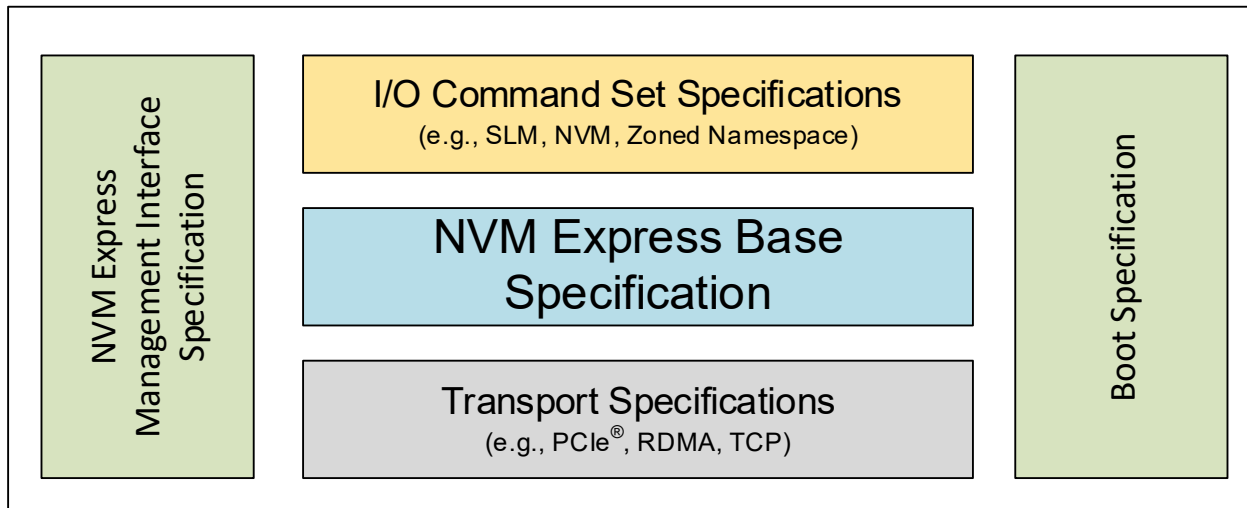 NVM Express
Management Interface
Specification
I/O Command Set Specifications
(e.g., SLM, NVM, Zoned Namespace)
NVM Express Base
Specification
Transport Specifications
(e.g., PCIe®, RDMA, TCP)
Boot Specification